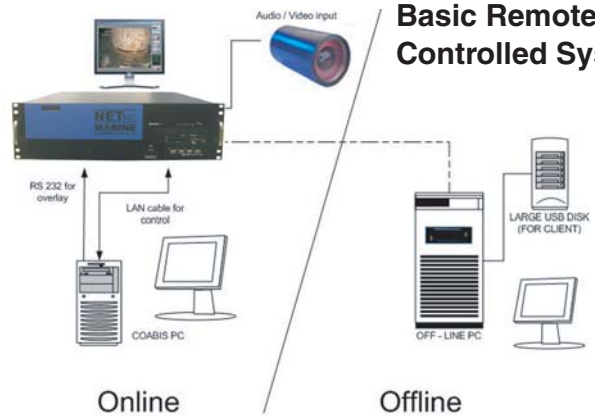 Basic Remote
Controlled Sys
Audio / Video input
NET
MARINE
RS 232 for
overlay
LAN cable for
control
COABIS PC
LARGE USB DISK
(FOR CLIENT)
OFF - LINE PC
Online
Offline